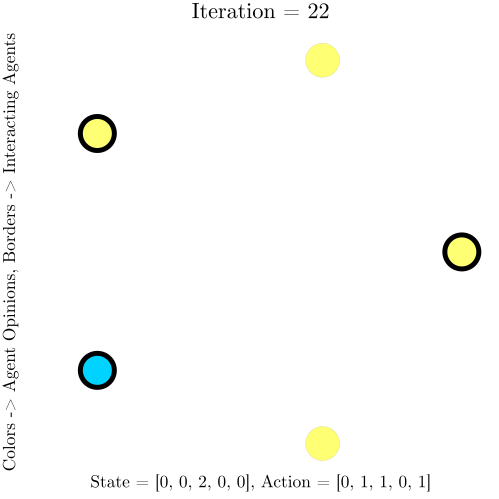 Iteration = 22
Colors -> Agent Opinions, Borders -> Interacting Agents
State = [0, 0, 2, 0, 0], Action = [0, 1, 1, 0, 1]